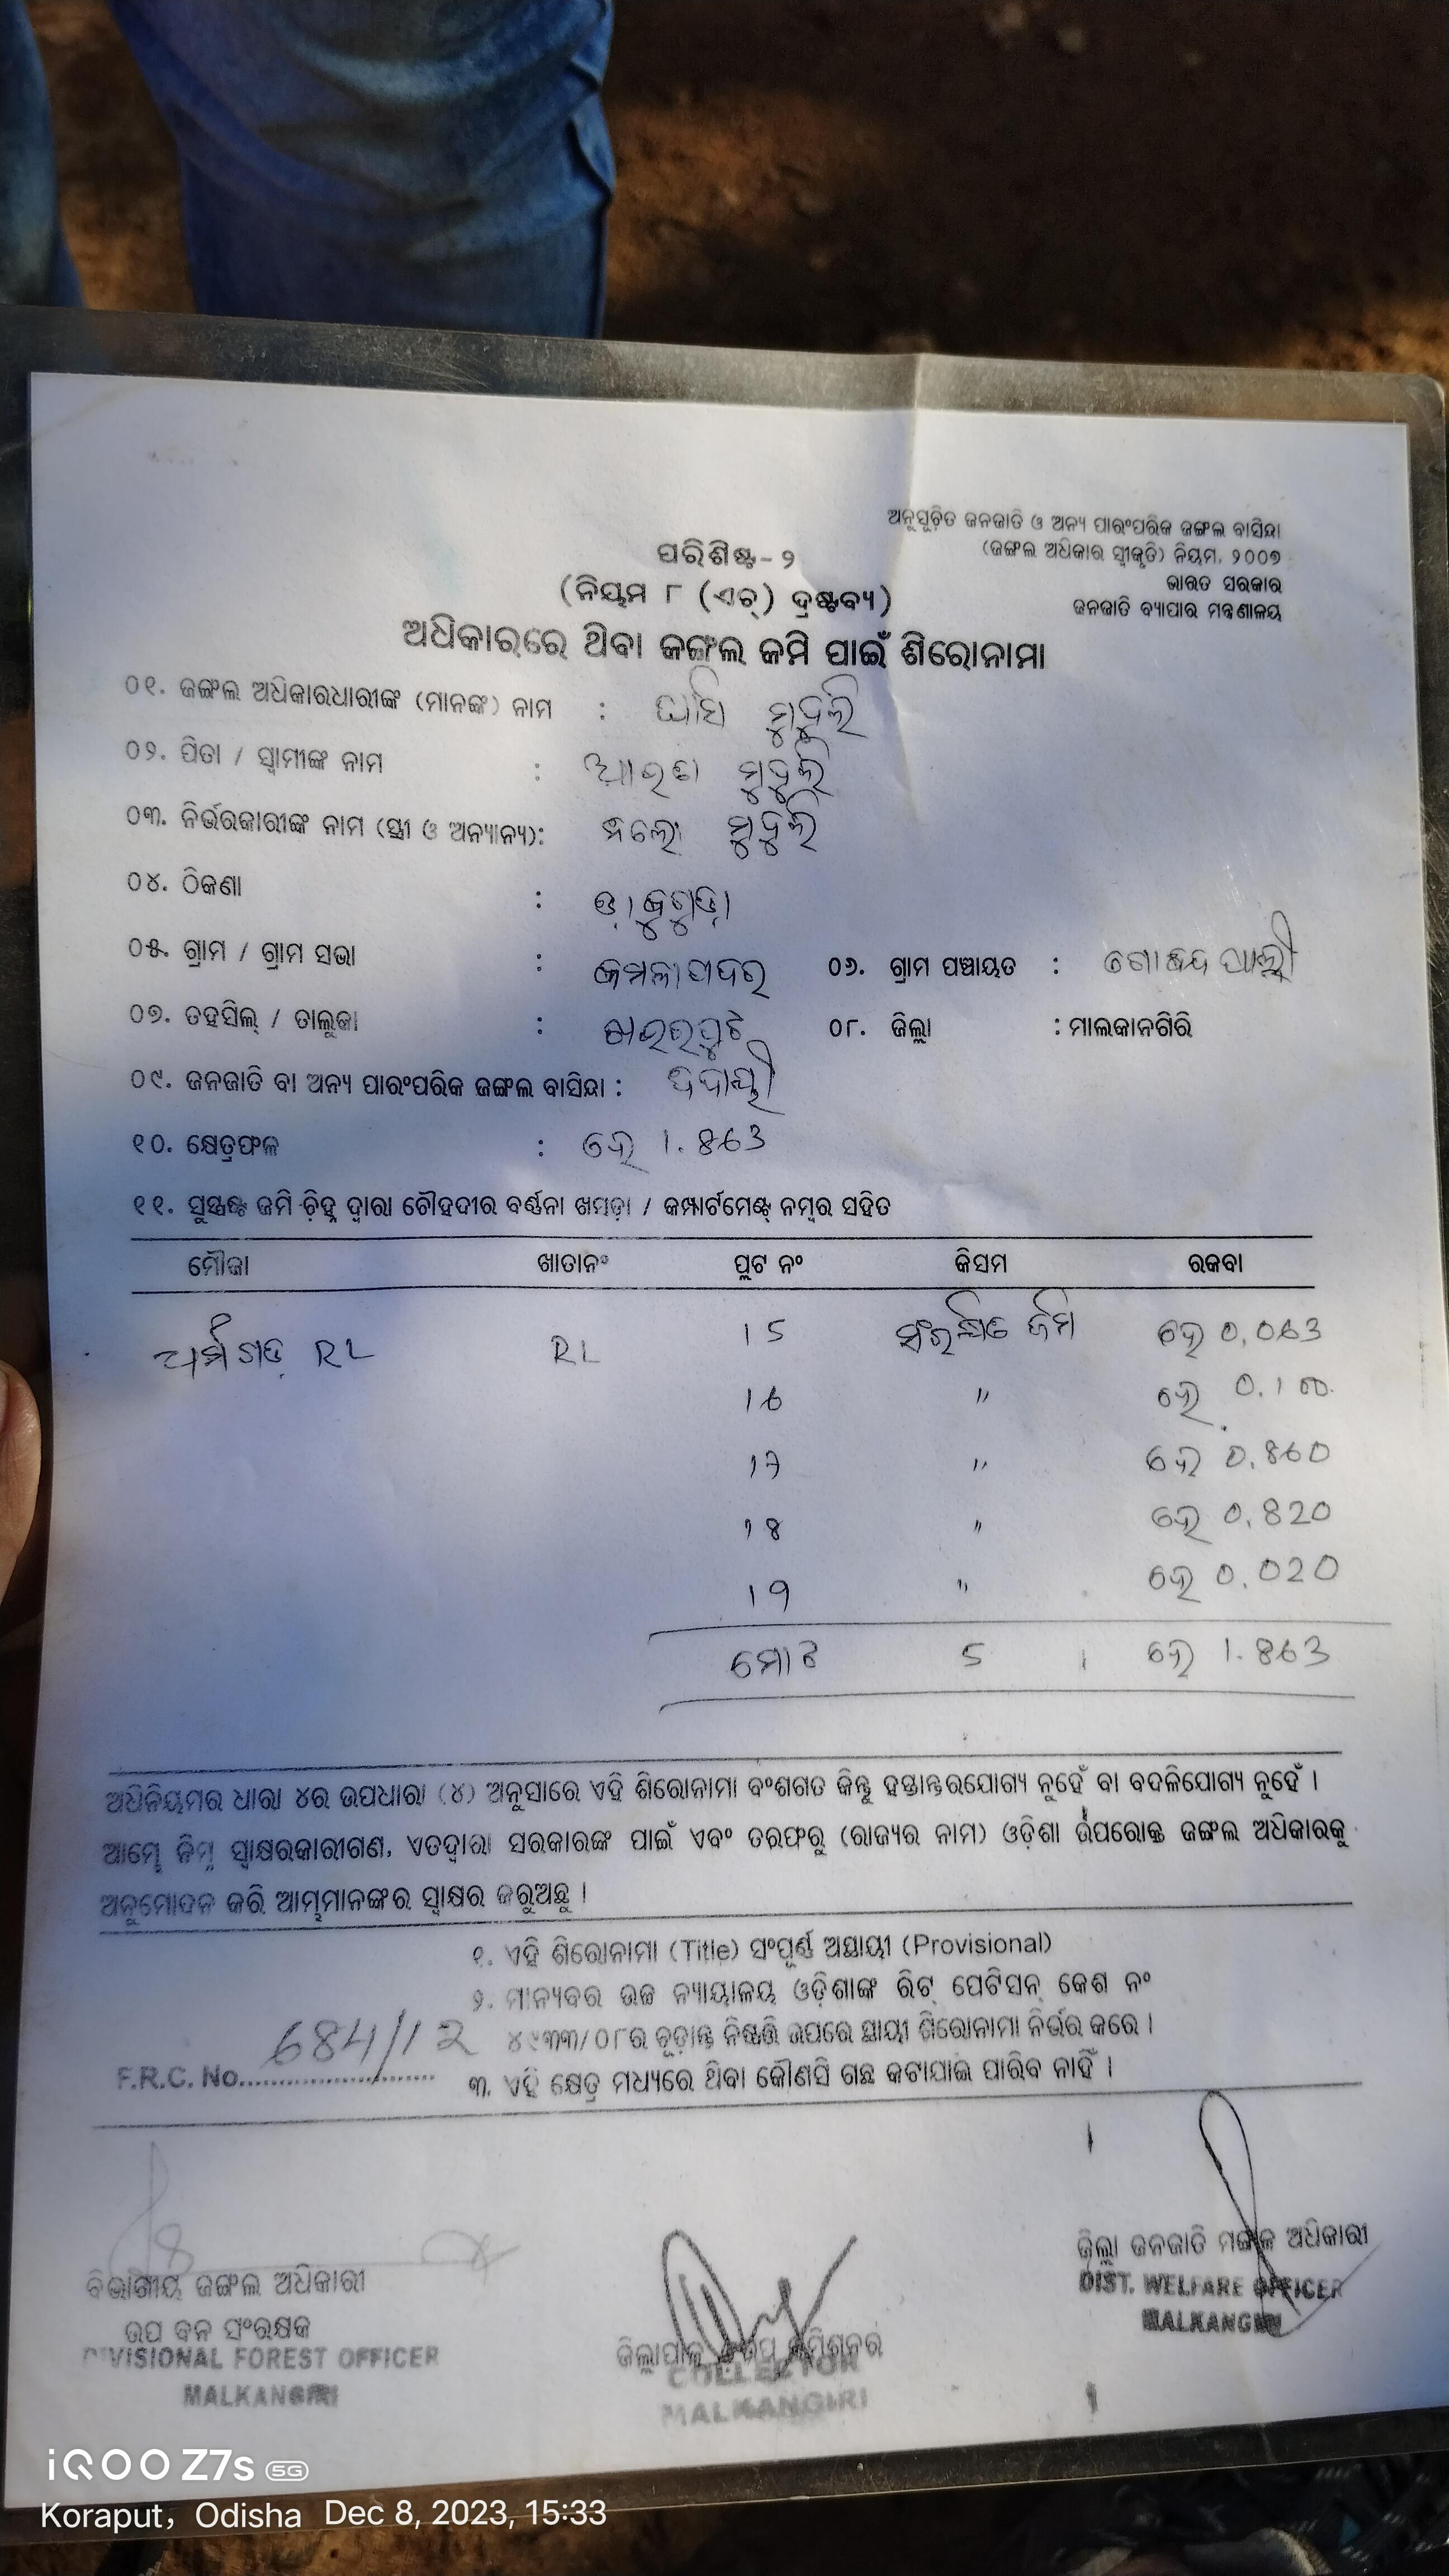 ଅନୁସୂଚିତ ଜନଜାତି ଓ ଅନ୍ୟ ପାରଂପରିକ ଜଙ୍ଗଲ ବାସିନ୍ଦା
(ଜଙ୍ଗଲ ଅଧିକାର ସ୍ୱୀକୃତି) ନିୟମ, ୨୦୦୭
ଭାରତ ସରକାର
ଜନଜାତି ବ୍ୟାପାର ମନ୍ତ୍ରଣାଳୟ
ପରିଶିଷ୍ଟ-୨
(ନିୟମ ୮ (ଏଚ୍) ଦ୍ରଷ୍ଟବ୍ୟ)
ଅଧିକାରରେ ଥିବା ଜଙ୍ଗଲ ଜମି ପାଇଁ ଶିରୋନାମା
୦୧. ଜଙ୍ଗଲ ଅଧିକାରଧାରୀଙ୍କ (ମାନଙ୍କ) ନାମ : ଘାସି ମୁଦୁଲି
୦୨. ପିତା / ସ୍ୱାମୀଙ୍କ ନାମ : ମୁଦୁଲି
୦୩. ନିର୍ଭରକାରୀଙ୍କ ନାମ (ସ୍ତ୍ରୀ ଓ ଅନ୍ୟାନ୍ୟ): ମୁଦୁଲି
୦୪. ଠିକଣା :
୦୫. ଗ୍ରାମ / ଗ୍ରାମ ସଭା : ୦୬. ଗ୍ରାମ ପଞ୍ଚାୟତ :
୦୭. ତହସିଲ୍ / ତାଲୁକା : ଖଇରପୁଟ ୦୮. ଜିଲ୍ଲା : ମାଲକାନଗିରି
୦୯. ଜନଜାତି ବା ଅନ୍ୟ ପାରଂପରିକ ଜଙ୍ଗଲ ବାସିନ୍ଦା :
୧୦. କ୍ଷେତ୍ରଫଳ : ହେ 1.863
୧୧. ସୁସ୍ପଷ୍ଟ ଜମି ଚିହ୍ନ ଦ୍ୱାରା ଚୌହଦୀର ବର୍ଣ୍ଣନା ଖସଡ଼ା / କମ୍ପାର୍ଟମେଣ୍ଟ୍ ନମ୍ବର ସହିତ
ମୌଜା ଖାତାନଂ ପ୍ଲଟ ନଂ କିସମ ରକବା
RL RL 15 ସଂରକ୍ଷିତ ଜମି ହେ 0.063
16 " ହେ 0.100
17 " ହେ 0.860
18 " ହେ 0.820
19 " ହେ 0.020
ମୋଟ 5 ହେ 1.863
ଅଧିନିୟମର ଧାରା ୪ର ଉପଧାରା (୪) ଅନୁସାରେ ଏହି ଶିରୋନାମା ବଂଶଗତ କିନ୍ତୁ ହସ୍ତାନ୍ତରଯୋଗ୍ୟ ନୁହେଁ ବା ବଦଳିଯୋଗ୍ୟ ନୁହେଁ ।
ଆମ୍ଭେ ନିମ୍ନ ସ୍ୱାକ୍ଷରକାରୀଗଣ, ଏତଦ୍ୱାରା ସରକାରଙ୍କ ପାଇଁ ଏବଂ ତରଫରୁ (ରାଜ୍ୟର ନାମ) ଓଡ଼ିଶା ଉପରୋକ୍ତ ଜଙ୍ଗଲ ଅଧିକାରକୁ
ଅନୁମୋଦନ କରି ଆମ୍ଭମାନଙ୍କର ସ୍ୱାକ୍ଷର କରୁଅଛୁ ।
୧. ଏହି ଶିରୋନାମା (Title) ସଂପୂର୍ଣ୍ଣ ଅସ୍ଥାୟୀ (Provisional)
୨. ମାନ୍ୟବର ଉଚ୍ଚ ନ୍ୟାୟାଳୟ ଓଡ଼ିଶାଙ୍କ ରିଟ୍ ପେଟିସନ୍ କେଶ ନଂ
୪୯୩୩/୦୮ର ଚୂଡ଼ାନ୍ତ ନିଷ୍ପତ୍ତି ଉପରେ ସ୍ଥାୟୀ ଶିରୋନାମା ନିର୍ଭର କରେ ।
F.R.C. No. 684/12
୩. ଏହି କ୍ଷେତ୍ର ମଧ୍ୟରେ ଥିବା କୌଣସି ଗଛ କଟାଯାଇ ପାରିବ ନାହିଁ ।
ବିଭାଗୀୟ ଜଙ୍ଗଲ ଅଧିକାରୀ
ଉପ ବନ ସଂରକ୍ଷକ
DIVISIONAL FOREST OFFICER
MALKANGIRI
ଜିଲ୍ଲାପାଳ
COLLECTOR
MALKANGIRI
ଜିଲ୍ଲା ଜନଜାତି ମଙ୍ଗଳ ଅଧିକାରୀ
DIST. WELFARE OFFICER
MALKANGIRI
iQOO Z7s 5G
Koraput, Odisha Dec 8, 2023, 15:33